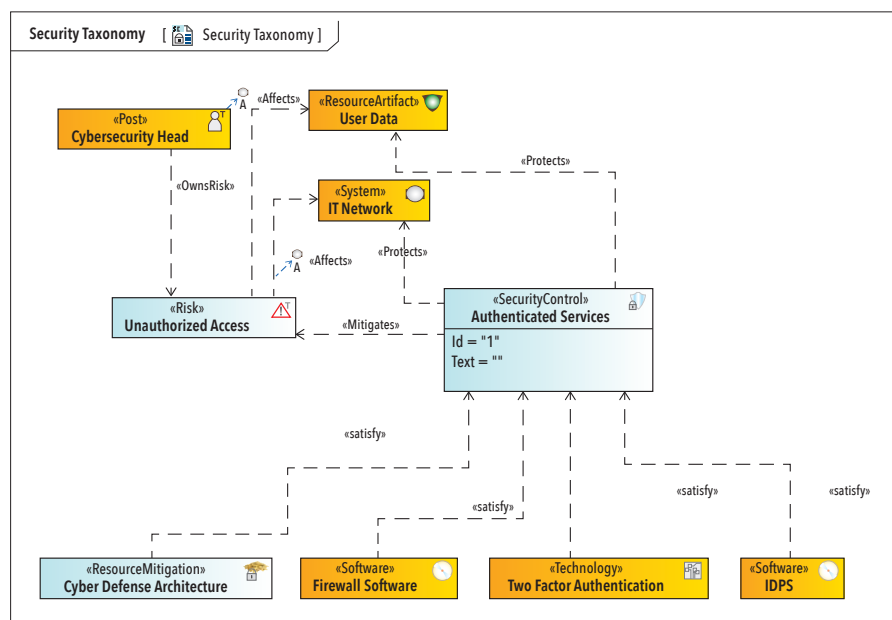 Security Taxonomy [ Security Taxonomy ]
A
«Affects»
«ResourceArtifact»
User Data
«Post»
Cybersecurity Head
T
«Protects»
«OwnsRisk»
«System»
IT Network
«Protects»
«Affects»
A
«Risk»
Unauthorized Access
T
«Mitigates»
«SecurityControl»
Authenticated Services
Id = "1"
Text = ""
«satisfy»
«satisfy»
«satisfy»
«satisfy»
«ResourceMitigation»
Cyber Defense Architecture
«Software»
Firewall Software
«Technology»
Two Factor Authentication
«Software»
IDPS